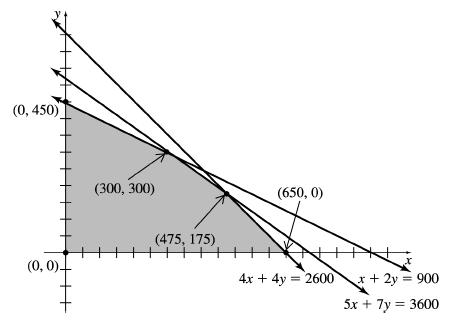 y
(0, 450)
(300, 300)
(650, 0)
(475, 175)
(0, 0)
x
4x + 4y = 2600
x + 2y = 900
5x + 7y = 3600